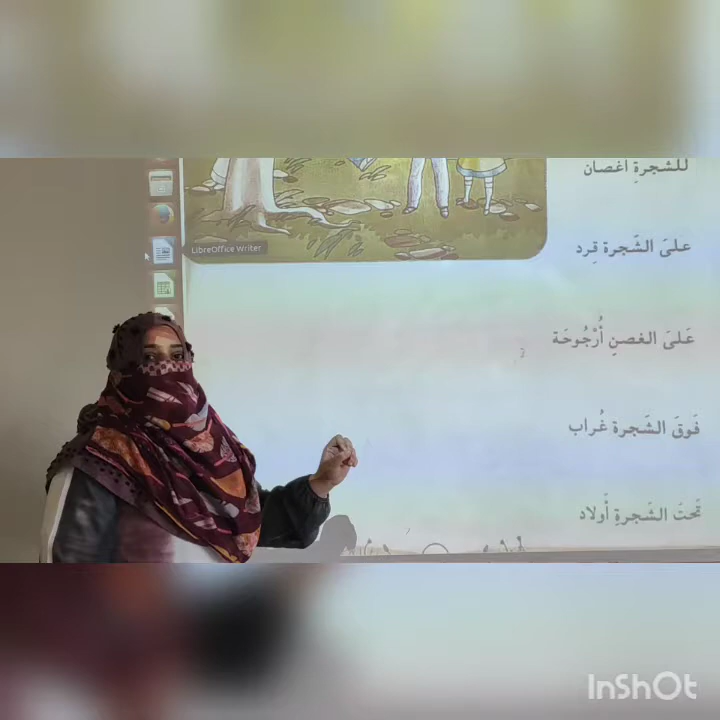 للشجرةِ أغصان
LibreOffice Writer
علىَ الشّجرة قِرد
عَلىَ الغصنِ أُرْجُوحَة
فَوقَ الشَجرة غُراب
تَحتَ الشَجرةِ أَولاد
InShOt